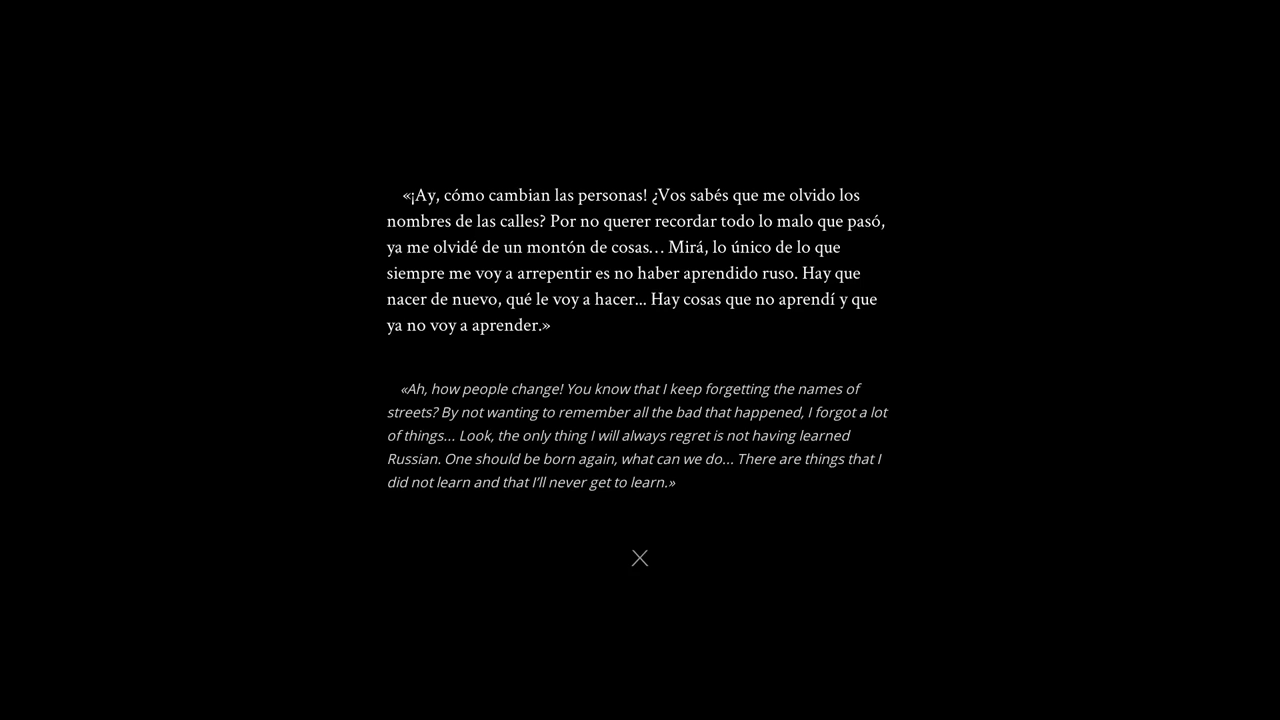 «¡Ay, cómo cambian las personas! ¿Vos sabés que me olvido los
nombres de las calles? Por no querer recordar todo lo malo que pasó,
ya me olvidé de un montón de cosas… Mirá, lo único de lo que
siempre me voy a arrepentir es no haber aprendido ruso. Hay que
nacer de nuevo, qué le voy a hacer... Hay cosas que no aprendí y que
ya no voy a aprender.»
«Ah, how people change! You know that I keep forgetting the names of
streets? By not wanting to remember all the bad that happened, I forgot a lot
of things... Look, the only thing I will always regret is not having learned
Russian. One should be born again, what can we do... There are things that I
did not learn and that I’ll never get to learn.»